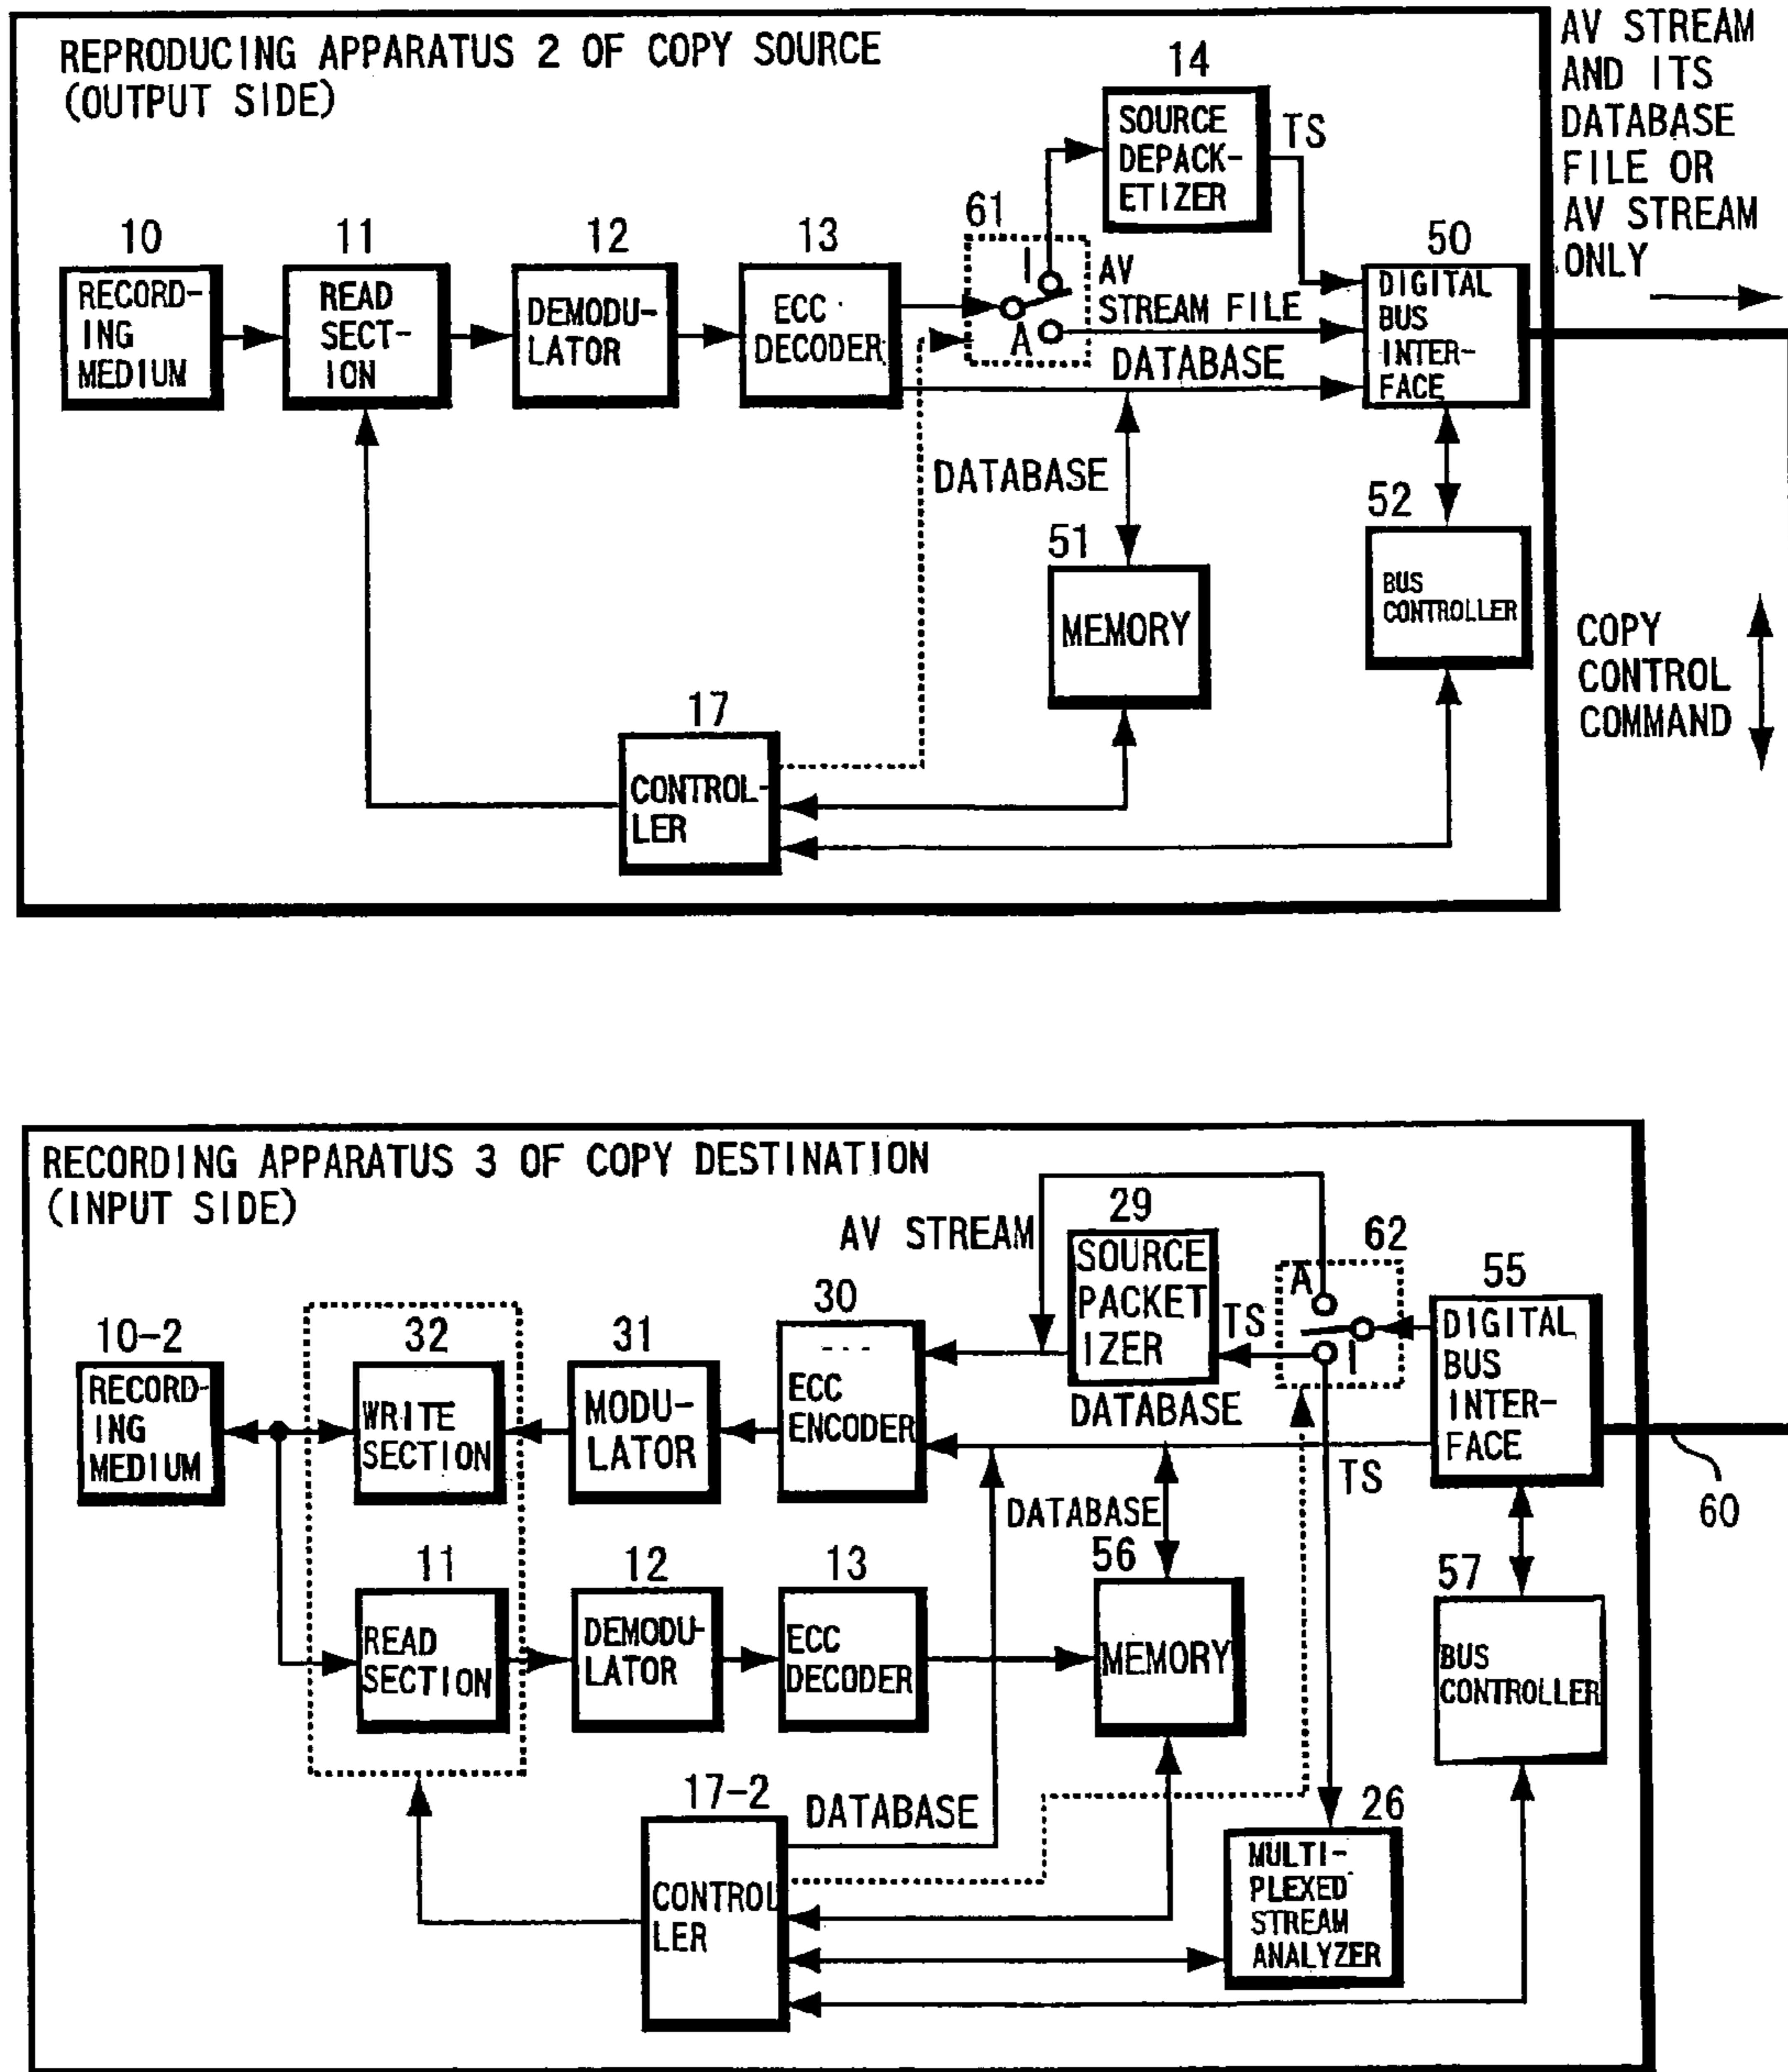 REPRODUCING APPARATUS 2 OF COPY SOURCE
(OUTPUT SIDE)
AV STREAM
AND ITS
DATABASE
FILE OR
AV STREAM
ONLY
10
RECORD-
ING
MEDIUM
11
READ
SECT-
ION
12
DEMODU-
LATOR
13
ECC
DECODER
61
I
A
14
SOURCE
DEPACK-
ETIZER
TS
AV
STREAM FILE
DATABASE
50
DIGITAL
BUS
INTER-
FACE
DATABASE
51
MEMORY
52
BUS
CONTROLLER
COPY
CONTROL
COMMAND
17
CONTROL-
LER
RECORDING APPARATUS 3 OF COPY DESTINATION
(INPUT SIDE)
10-2
RECORD-
ING
MEDIUM
32
WRITE
SECTION
31
MODU-
LATOR
30
ECC
ENCODER
AV STREAM
29
SOURCE
PACKET
IZER
TS
62
A
I
55
DIGITAL
BUS
INTER-
FACE
DATABASE
TS
60
DATABASE
11
READ
SECTION
12
DEMODU-
LATOR
13
ECC
DECODER
56
MEMORY
57
BUS
CONTROLLER
17-2
CONTROL
LER
DATABASE
26
MULTI-
PLEXED
STREAM
ANALYZER